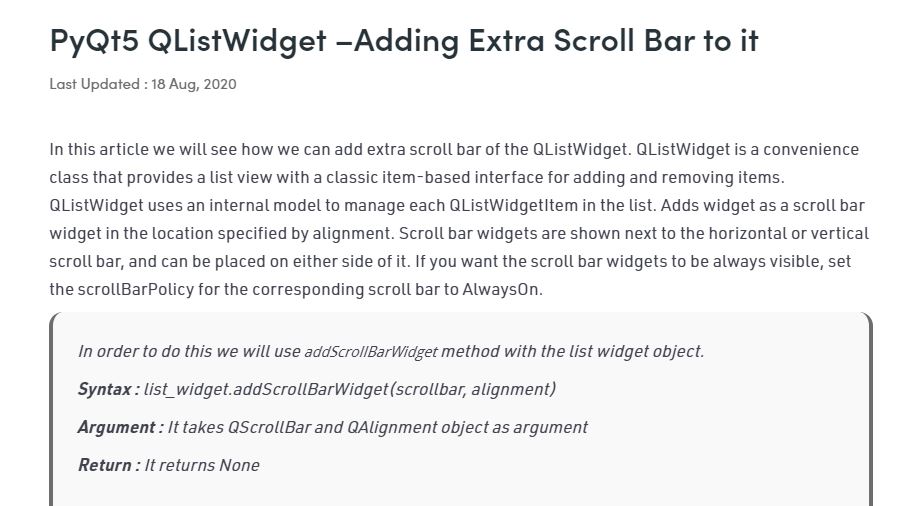 PyQt5 QListWidget –Adding Extra Scroll Bar to it
Last Updated : 18 Aug, 2020
In this article we will see how we can add extra scroll bar of the QListWidget. QListWidget is a convenience
class that provides a list view with a classic item-based interface for adding and removing items.
QListWidget uses an internal model to manage each QListWidgetItem in the list. Adds widget as a scroll bar
widget in the location specified by alignment. Scroll bar widgets are shown next to the horizontal or vertical
scroll bar, and can be placed on either side of it. If you want the scroll bar widgets to be always visible, set
the scrollBarPolicy for the corresponding scroll bar to AlwaysOn.
In order to do this we will use addScrollBarWidget method with the list widget object.
Syntax : list_widget.addScrollBarWidget(scrollbar, alignment)
Argument : It takes QScrollBar and QAlignment object as argument
Return : It returns None